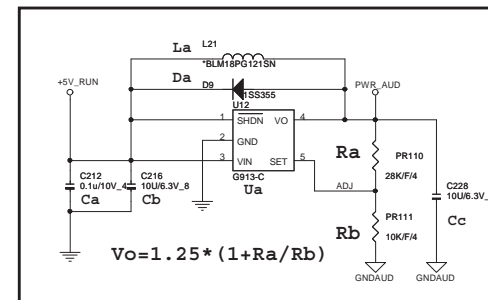 La L21
*BLM18PG121SN
+5V_RUN
Da D9
1SS355
PWR_AUD
U12
1 SHDN VO 4
2 GND
3 VIN SET 5
G913-C
Ua
ADJ
Ra PR110
28K/F/4
C212
0.1u/10V_4
Ca
C216
10U/6.3V_8
Cb
C228
10U/6.3V_
Cc
Rb PR111
10K/F/4
Vo=1.25*(1+Ra/Rb)
GNDAUD GNDAUD